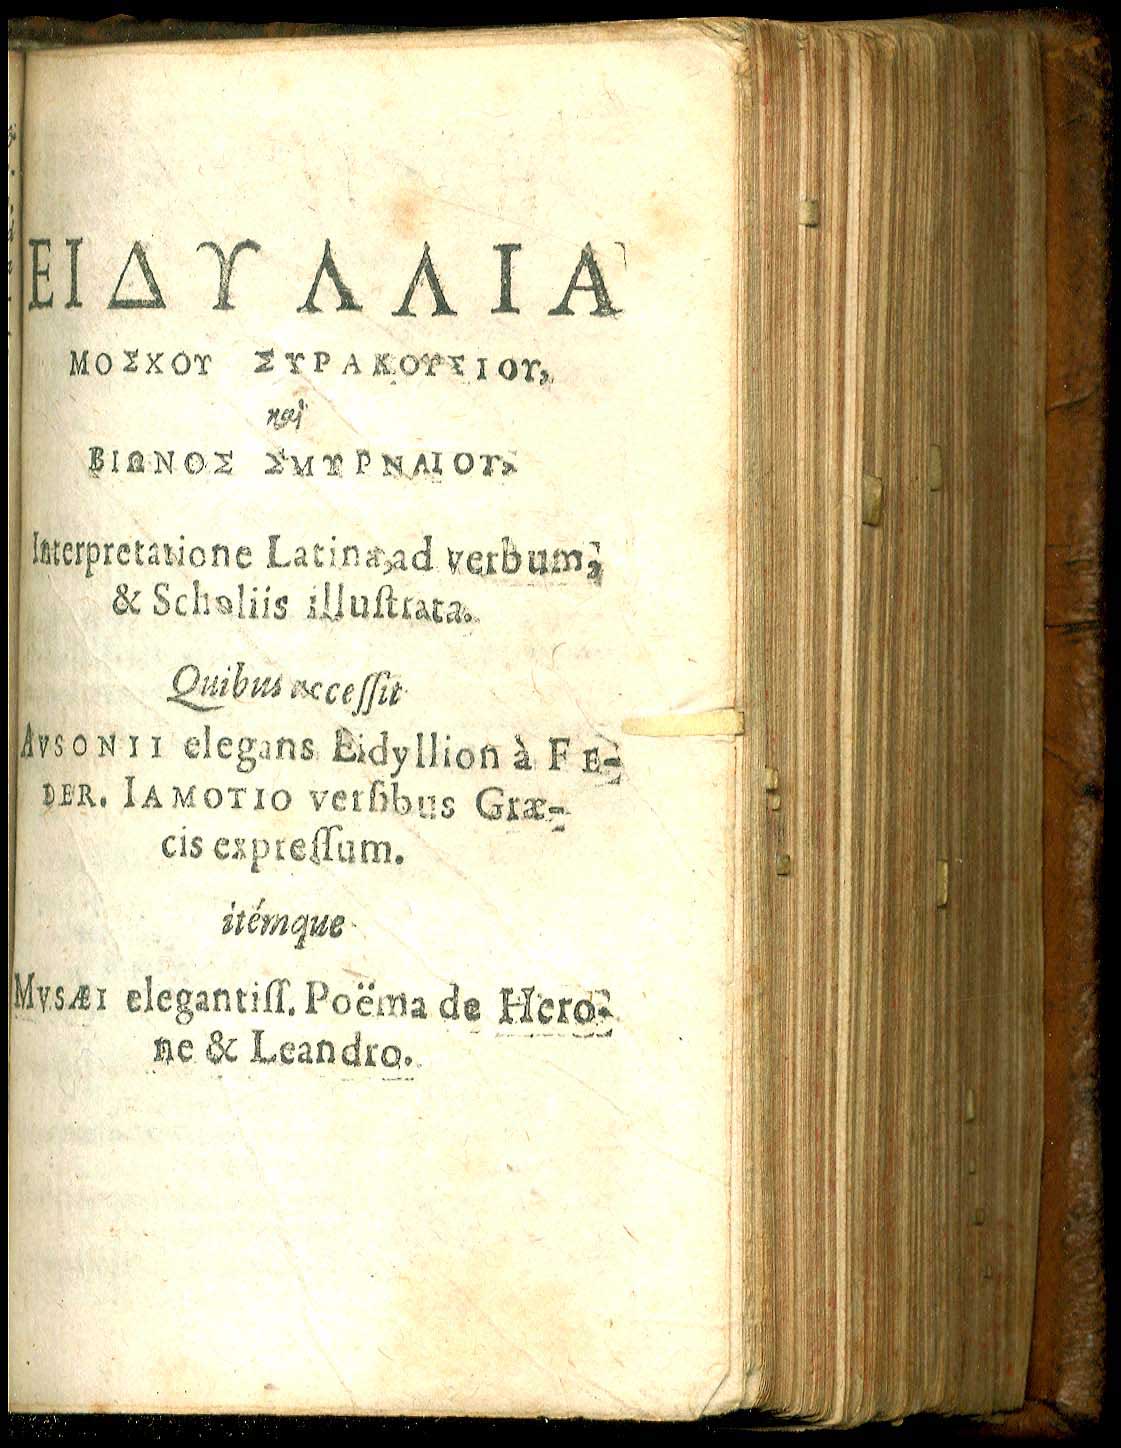 ΕΙΔΥΛΛΙΑ
ΜΟΣΧΟΥ ΣΥΡΑΚΟΥΣΙΟΥ,
καὶ
ΒΙΩΝΟΣ ΣΜΥΡΝΑΙΟΥ,
Interpretatione Latina, ad verbum,
& Scholiis illuſtrata.
Quibus acceſſit
AVSONII elegans Eidyllion à FE-
DER. IAMOTIO verſibus Græ-
cis expreſſum.
itémque
MVSÆI elegantiſſ. Poëma de Hero-
ne & Leandro.